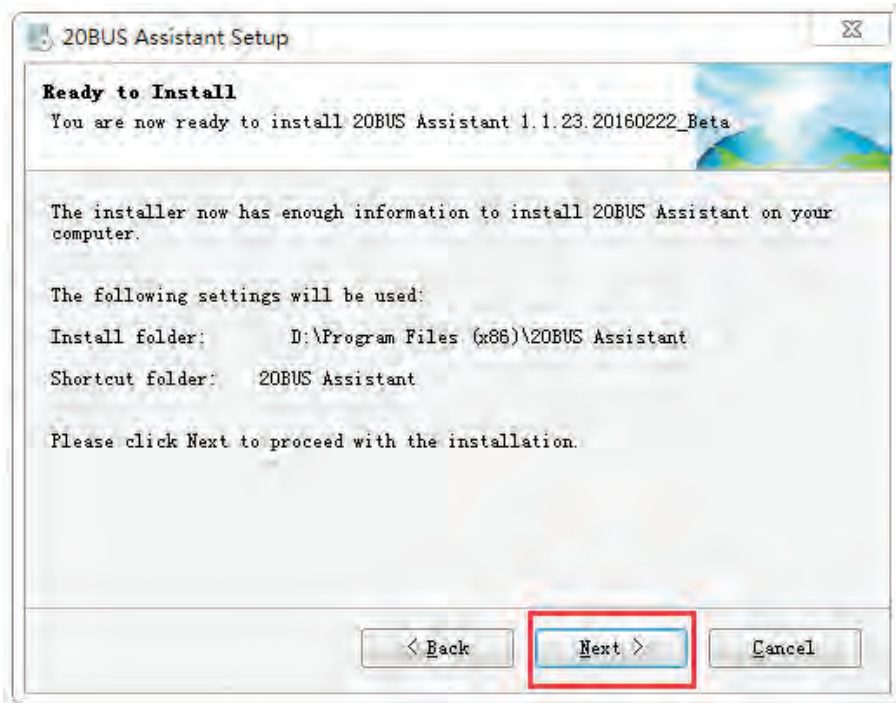 20BUS Assistant Setup
Ready to Install
You are now ready to install 20BUS Assistant 1.1.23.20160222_Beta
The installer now has enough information to install 20BUS Assistant on your
computer.
The following settings will be used:
Install folder: D:\Program Files (x86)\20BUS Assistant
Shortcut folder: 20BUS Assistant
Please click Next to proceed with the installation.
< Back Next > Cancel